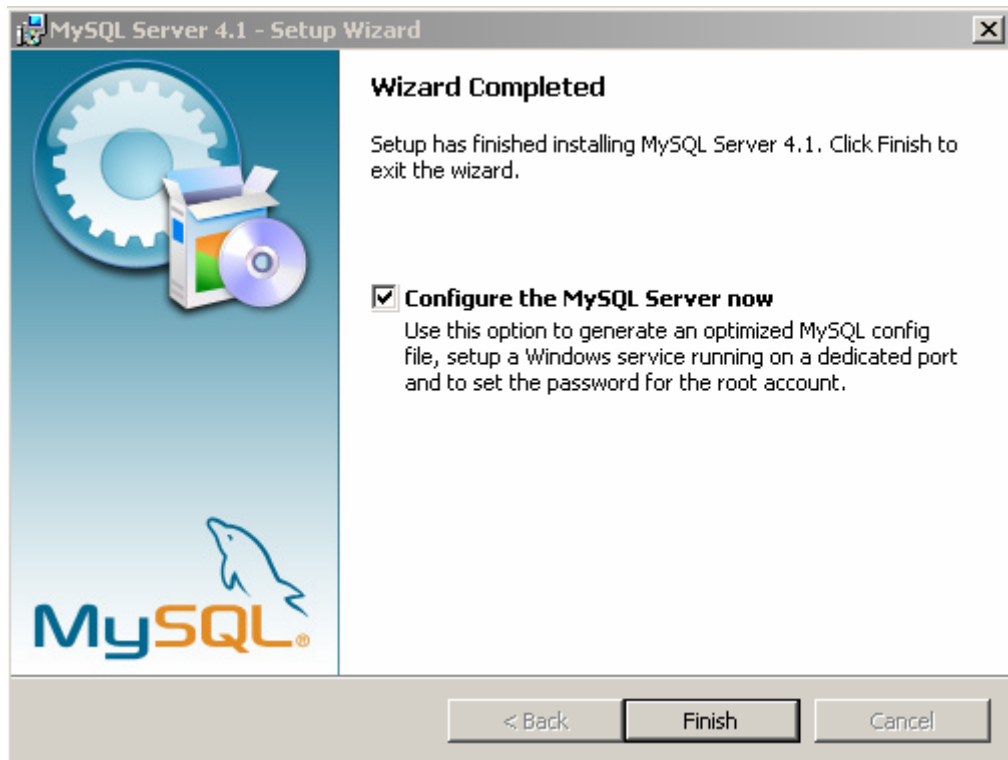 MySQL Server 4.1 - Setup Wizard
Wizard Completed
Setup has finished installing MySQL Server 4.1. Click Finish to
exit the wizard.
Configure the MySQL Server now
Use this option to generate an optimized MySQL config
file, setup a Windows service running on a dedicated port
and to set the password for the root account.
MySQL®
< Back
Finish
Cancel